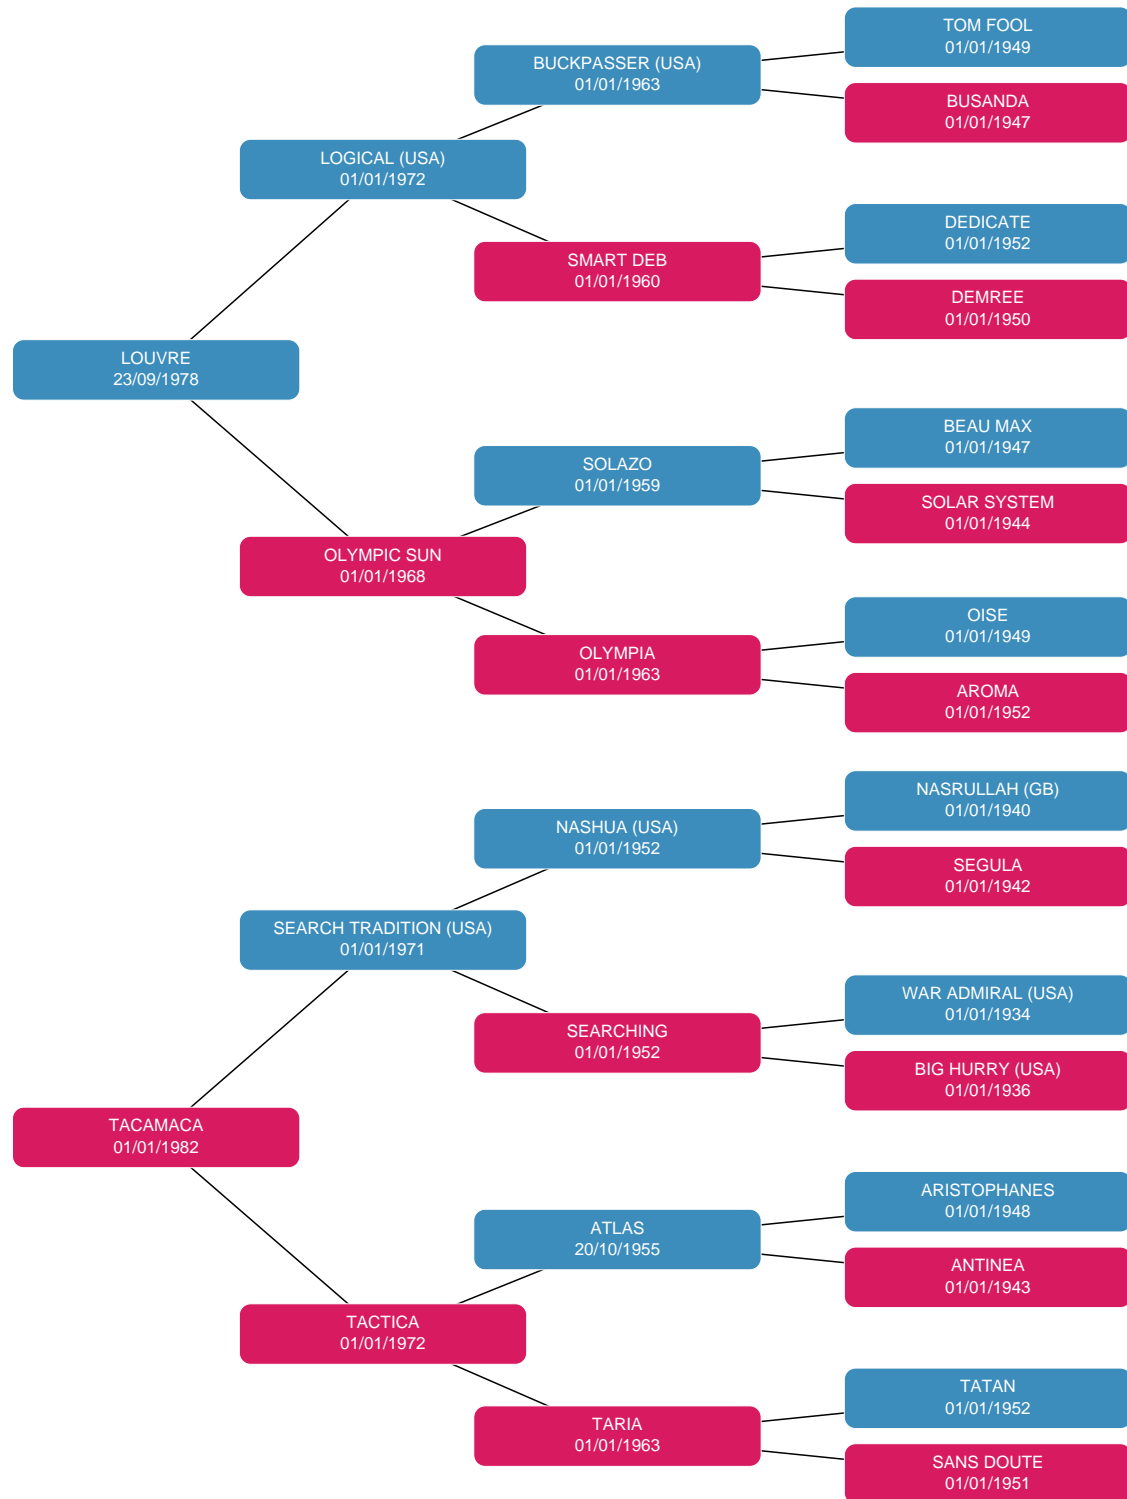 TOM FOOL
01/01/1949
BUCKPASSER (USA)
01/01/1963
BUSANDA
01/01/1947
LOGICAL (USA)
01/01/1972
DEDICATE
01/01/1952
SMART DEB
01/01/1960
DEMREE
01/01/1950
LOUVRE
23/09/1978
BEAU MAX
01/01/1947
SOLAZO
01/01/1959
SOLAR SYSTEM
01/01/1944
OLYMPIC SUN
01/01/1968
OISE
01/01/1949
OLYMPIA
01/01/1963
AROMA
01/01/1952
NASRULLAH (GB)
01/01/1940
NASHUA (USA)
01/01/1952
SEGULA
01/01/1942
SEARCH TRADITION (USA)
01/01/1971
WAR ADMIRAL (USA)
01/01/1934
SEARCHING
01/01/1952
BIG HURRY (USA)
01/01/1936
TACAMACA
01/01/1982
ARISTOPHANES
01/01/1948
ATLAS
20/10/1955
ANTINEA
01/01/1943
TACTICA
01/01/1972
TATAN
01/01/1952
TARIA
01/01/1963
SANS DOUTE
01/01/1951